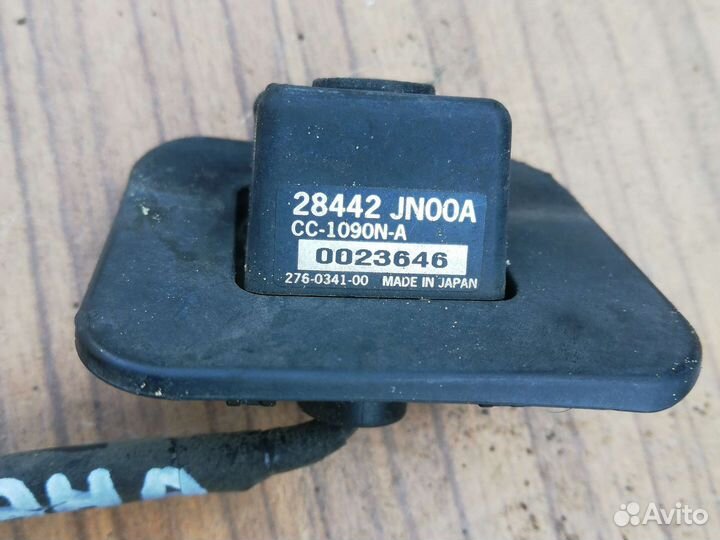 28442 JN00A
CC-1090N-A
0023646
276-0341-00 MADE IN JAPAN
Avito